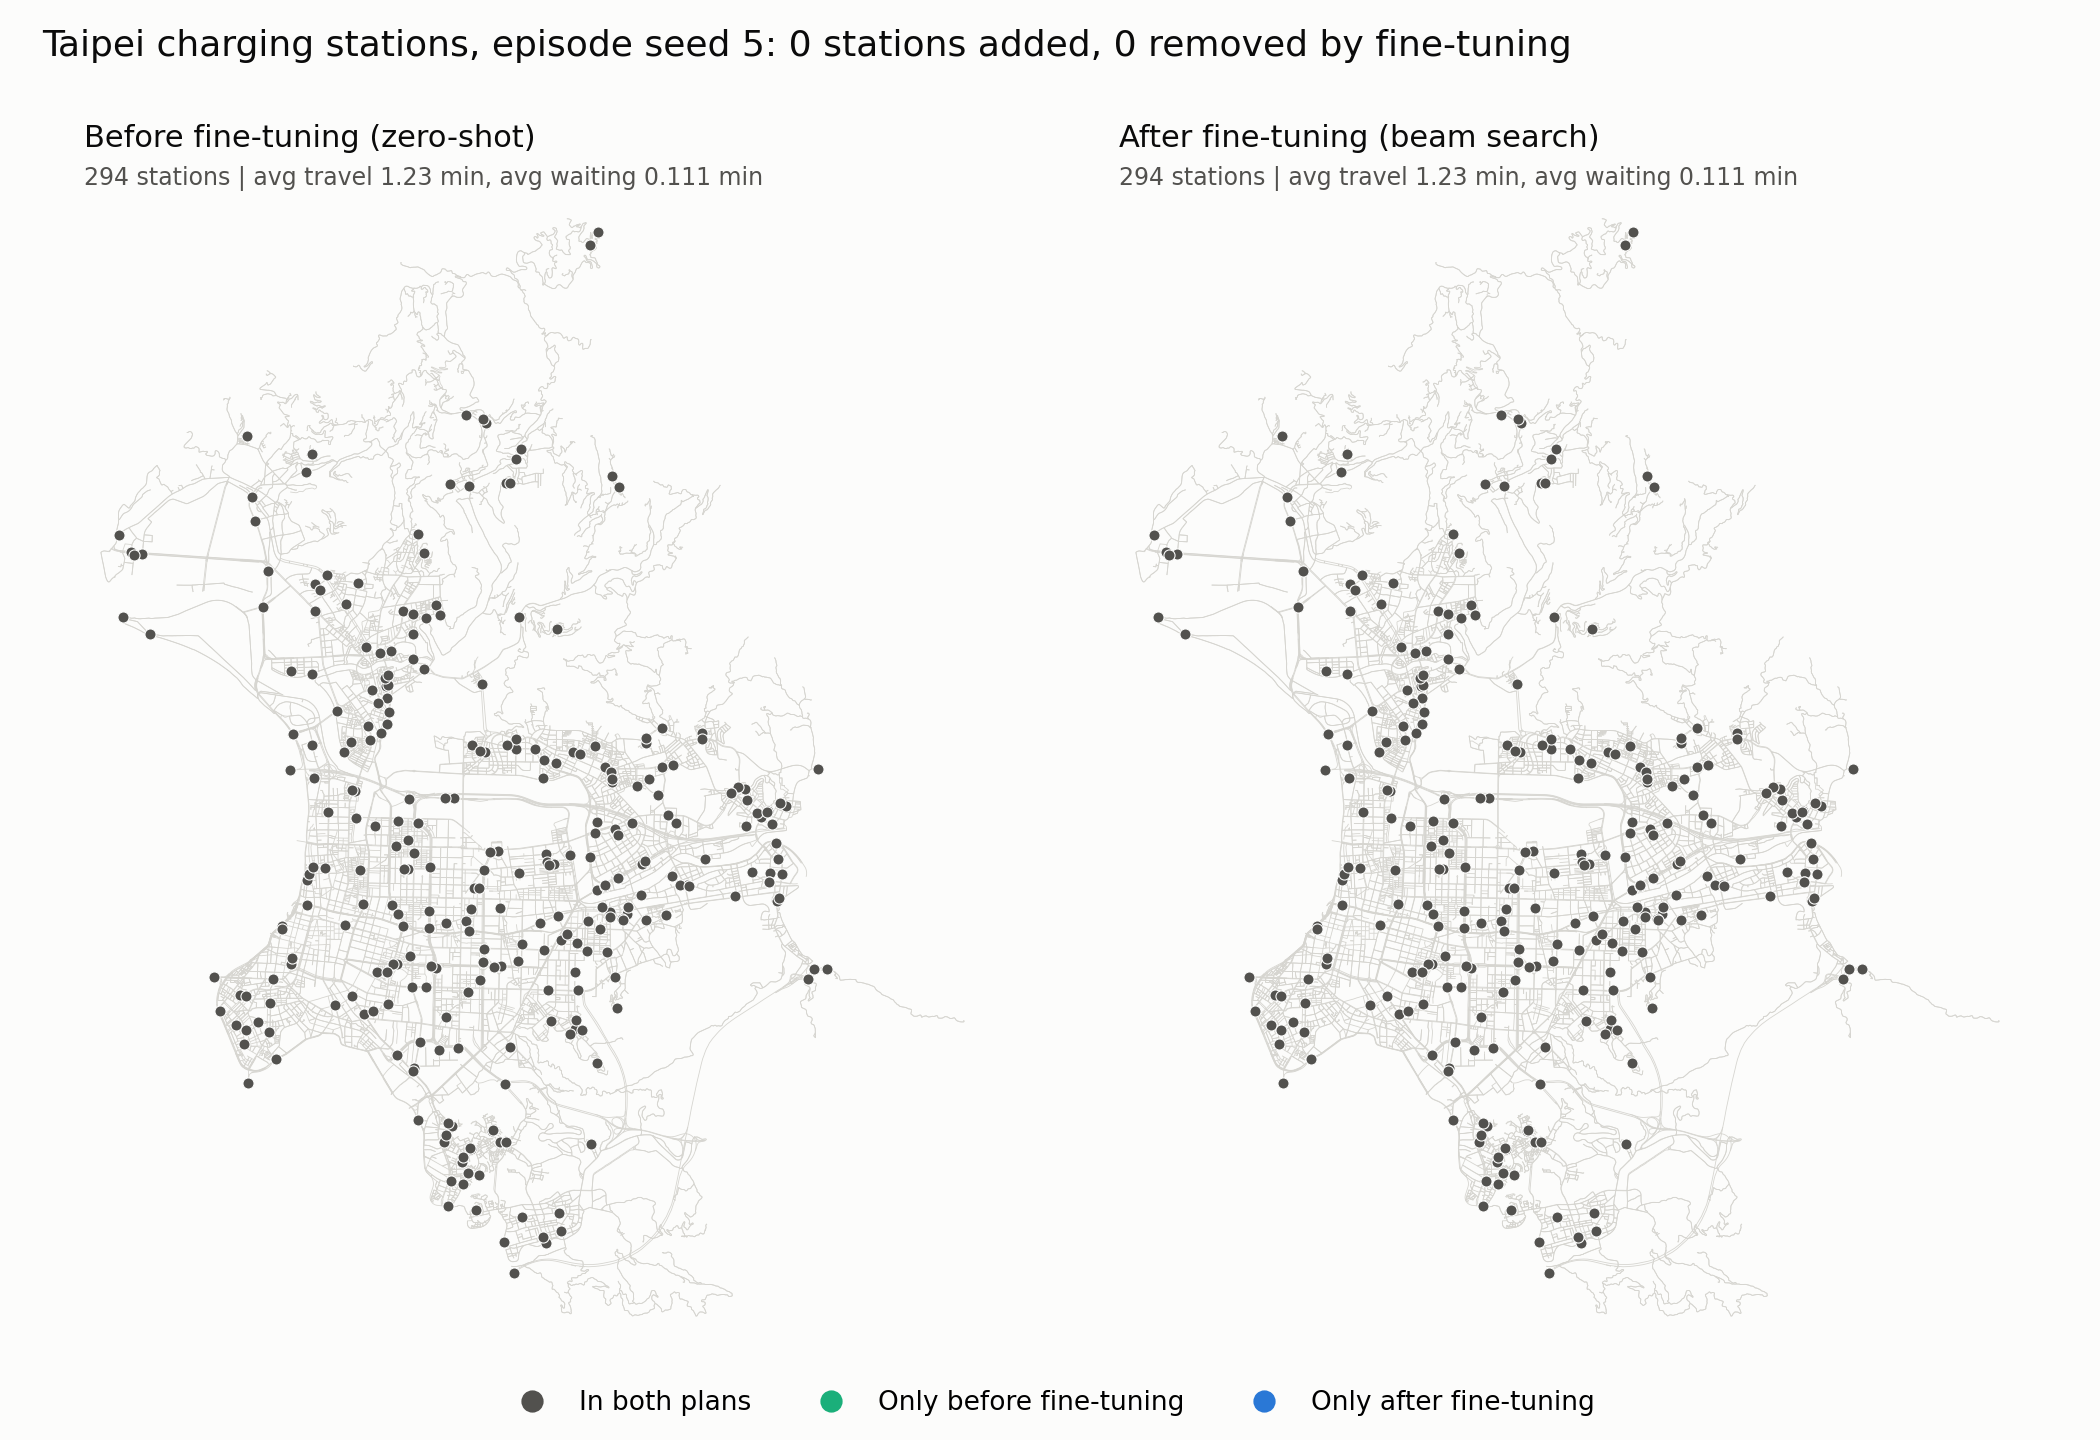 Taipei charging stations, episode seed 5: 0 stations added, 0 removed by fine-tuning
Before fine-tuning (zero-shot)
294 stations | avg travel 1.23 min, avg waiting 0.111 min
After fine-tuning (beam search)
294 stations | avg travel 1.23 min, avg waiting 0.111 min
In both plans
Only before fine-tuning
Only after fine-tuning